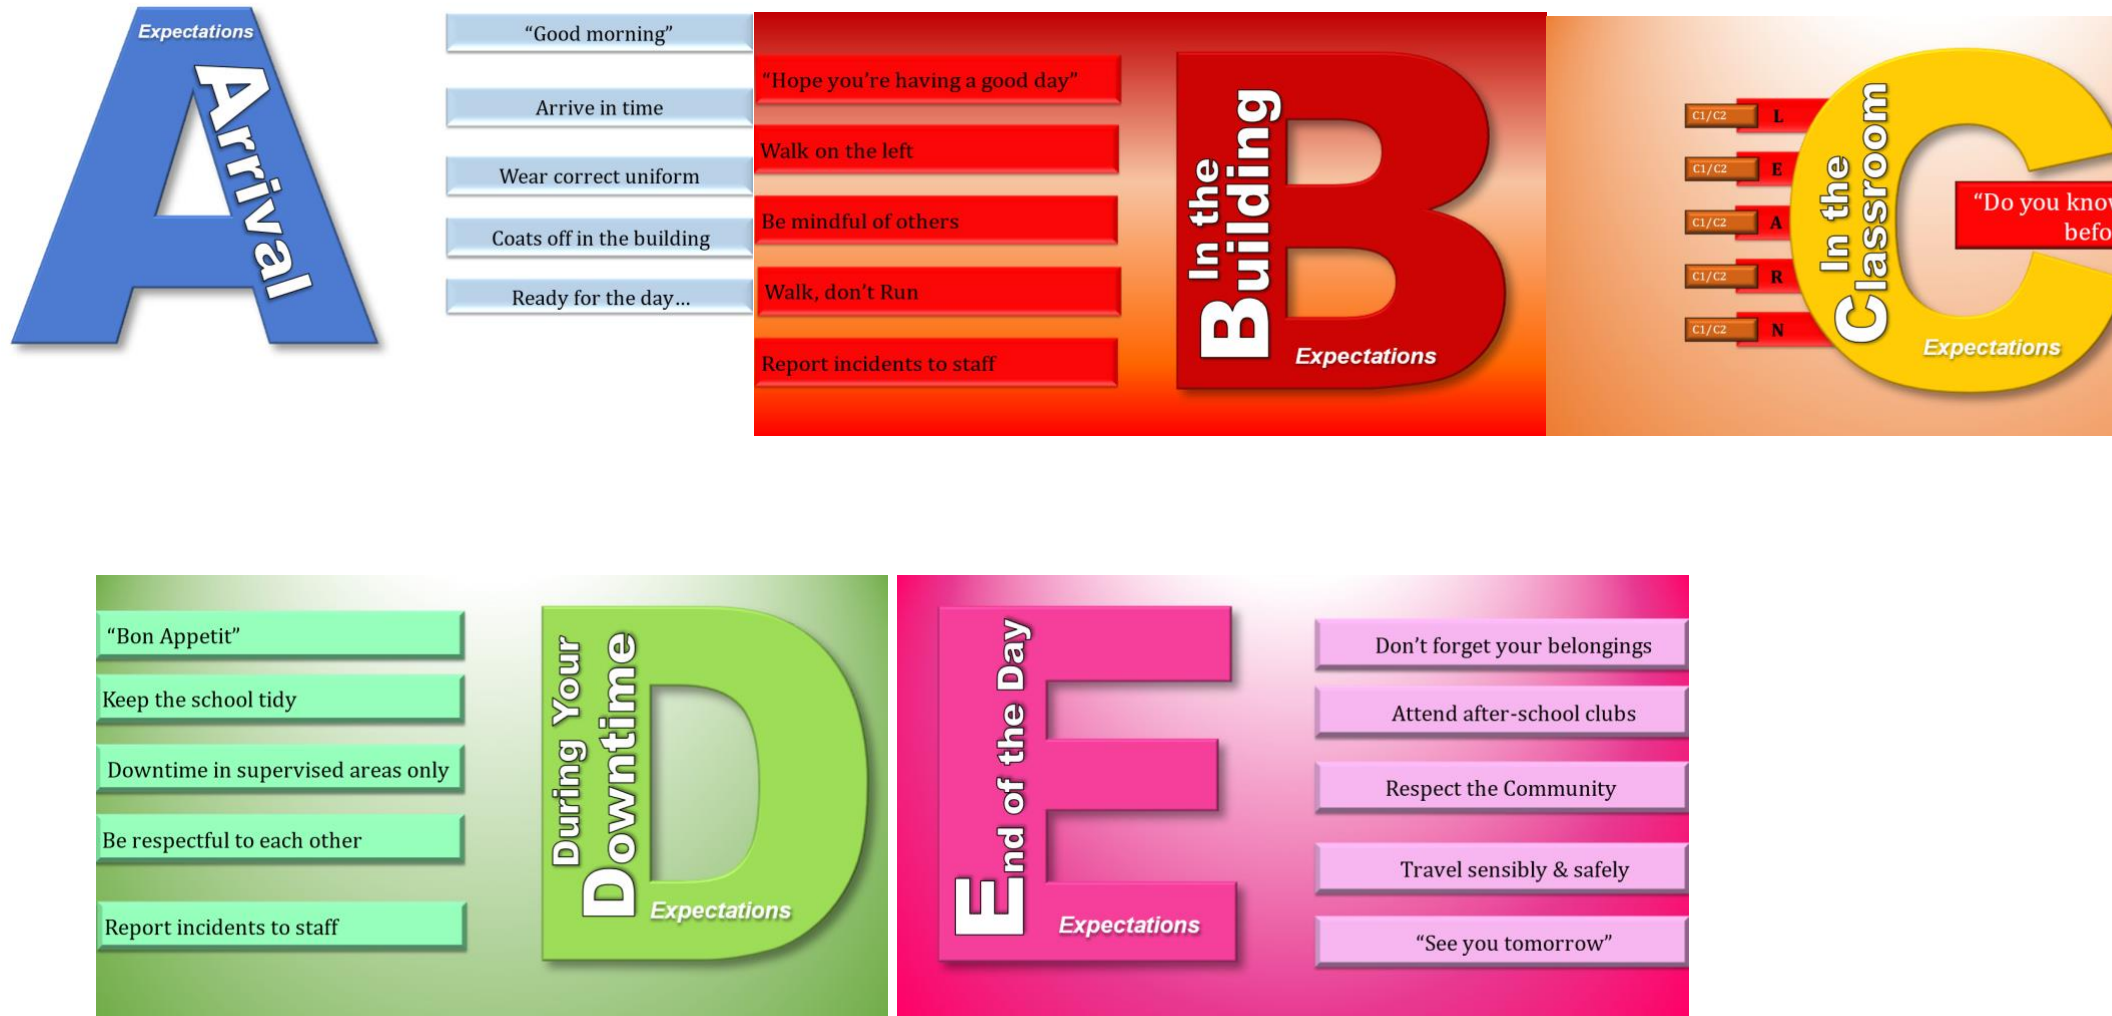 Expectations
Arrival
“Good morning”
Arrive in time
Wear correct uniform
Coats off in the building
Ready for the day...
“Hope you’re having a good day”
Walk on the left
Be mindful of others
Walk, don’t Run
Report incidents to staff
In the
Building
Expectations
C1/C2 L
C1/C2 E
C1/C2 A
C1/C2 R
C1/C2 N
In the
Classroom
“Do you
Expectations
“Bon Appetit”
Keep the school tidy
Downtime in supervised areas only
Be respectful to each other
Report incidents to staff
During Your
Downtime
Expectations
End of the Day
Expectations
Don’t forget your belongings
Attend after-school clubs
Respect the Community
Travel sensibly & safely
“See you tomorrow”